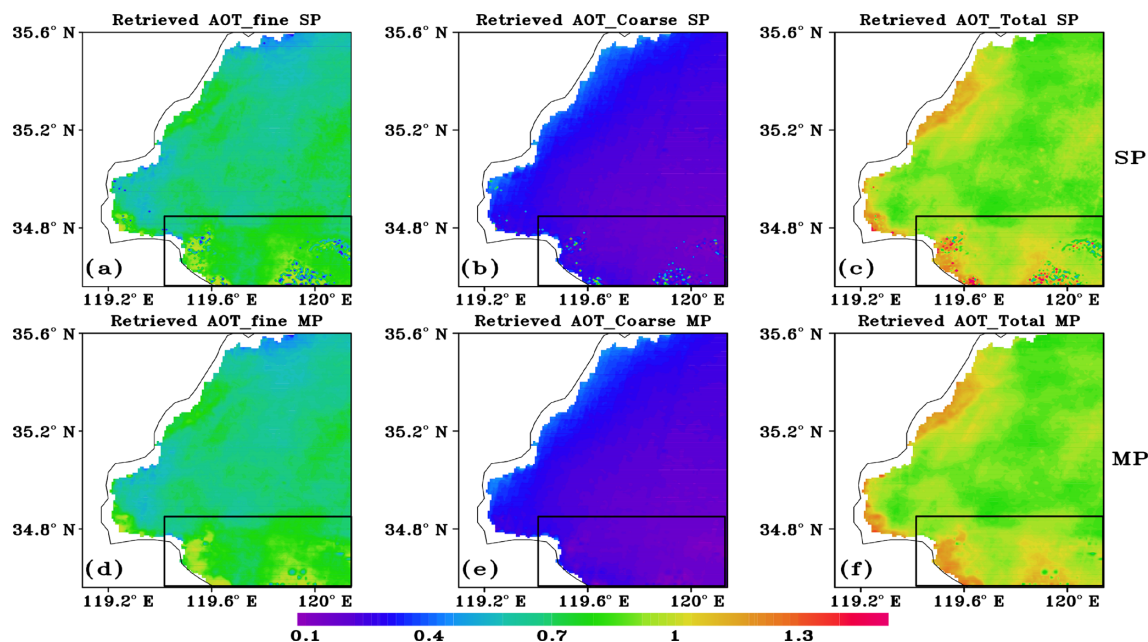 Retrieved AOT_fine SP
Retrieved AOT_Coarse SP
Retrieved AOT_Total SP
35.6° N
35.6° N
35.6° N
35.2° N
35.2° N
35.2° N
SP
34.8° N
34.8° N
34.8° N
(a)
(b)
(c)
119.2° E
119.6° E
120° E
119.2° E
119.6° E
120° E
119.2° E
119.6° E
120° E
Retrieved AOT_fine MP
Retrieved AOT_Coarse MP
Retrieved AOT_Total MP
35.6° N
35.6° N
35.6° N
35.2° N
35.2° N
35.2° N
MP
34.8° N
34.8° N
34.8° N
(d)
(e)
(f)
119.2° E
119.6° E
120° E
119.2° E
119.6° E
120° E
119.2° E
119.6° E
120° E
0.1
0.4
0.7
1
1.3